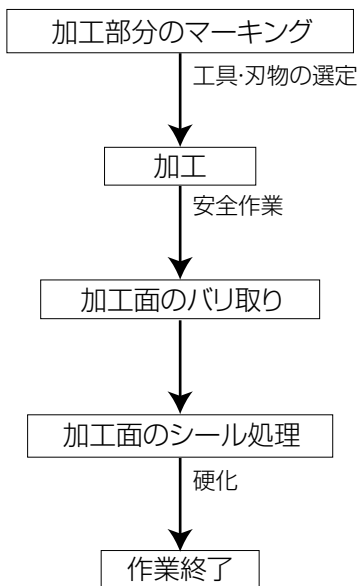 加工部分のマーキング
工具･刃物の選定
加工
安全作業
加工面のバリ取り
加工面のシール処理
硬化
作業終了